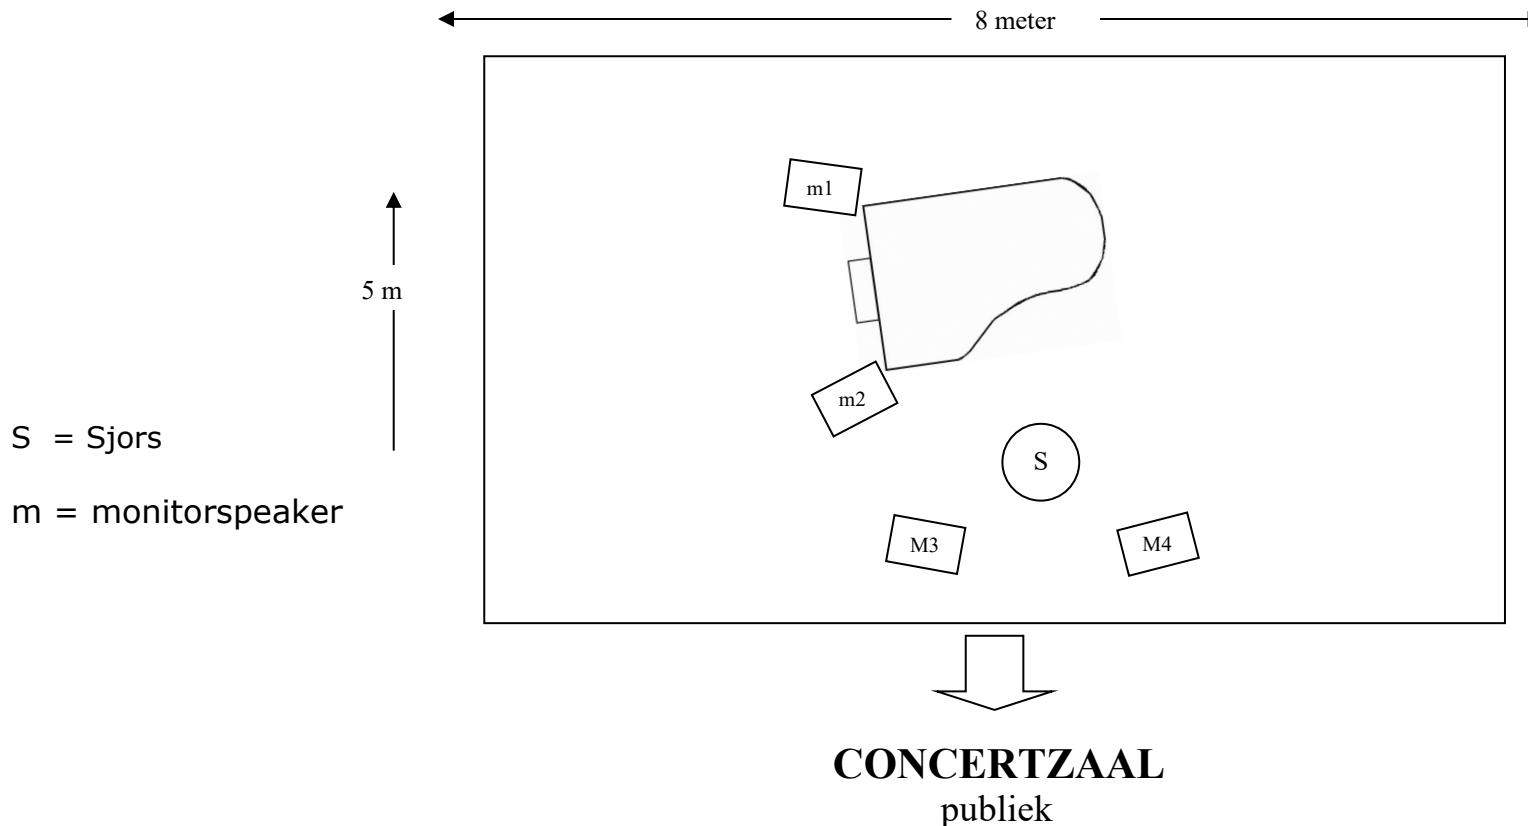 8 meter
m1
5 m
m2
S = Sjors
S
m = monitorspeaker
M3
M4
CONCERTZAAL
publiek